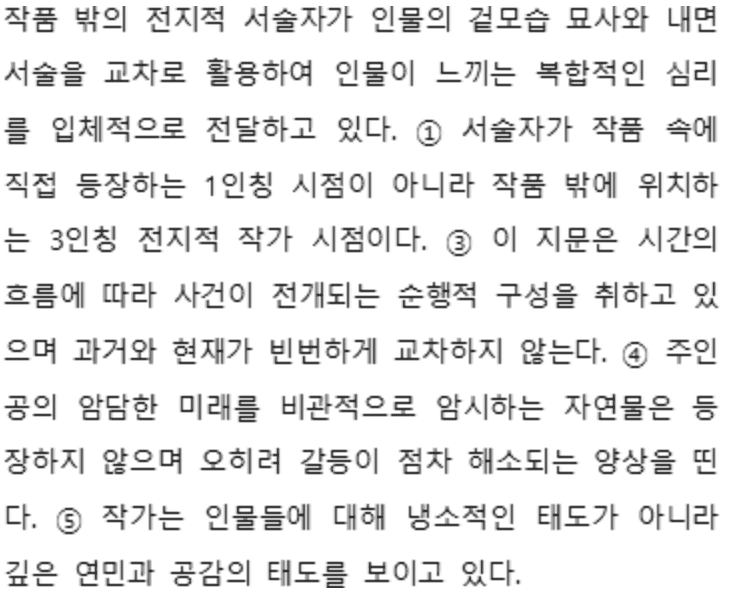 작품 밖의 전지적 서술자가 인물의 겉모습 묘사와 내면
서술을 교차로 활용하여 인물이 느끼는 복합적인 심리
를 입체적으로 전달하고 있다. ① 서술자가 작품 속에
직접 등장하는 1인칭 시점이 아니라 작품 밖에 위치하
는 3인칭 전지적 작가 시점이다. ③ 이 지문은 시간의
흐름에 따라 사건이 전개되는 순행적 구성을 취하고 있
으며 과거와 현재가 빈번하게 교차하지 않는다. ④ 주인
공의 암담한 미래를 비관적으로 암시하는 자연물은 등
장하지 않으며 오히려 갈등이 점차 해소되는 양상을 띤
다. ⑤ 작가는 인물들에 대해 냉소적인 태도가 아니라
깊은 연민과 공감의 태도를 보이고 있다.